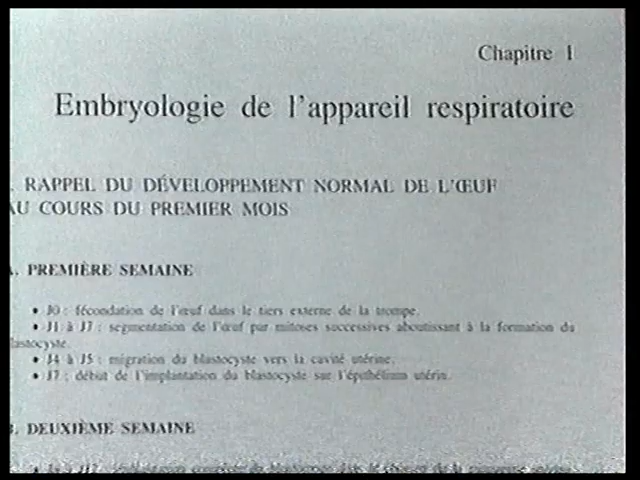 Chapitre 1
Embryologie de l'appareil respiratoire
. RAPPEL DU DÉVELOPPEMENT NORMAL DE L'ŒUF
AU COURS DU PREMIER MOIS
A. PREMIÈRE SEMAINE
• J0 : fécondation de l'œuf dans le tiers externe de la trompe.
• J1 à J7 : segmentation de l'œuf par mitoses successives aboutissant à la formation du
lastocyste.
• J4 à J5 : migration du blastocyste vers la cavité utérine.
• J7 : début de l'implantation du blastocyste sur l'épithélium utérin.
B. DEUXIÈME SEMAINE